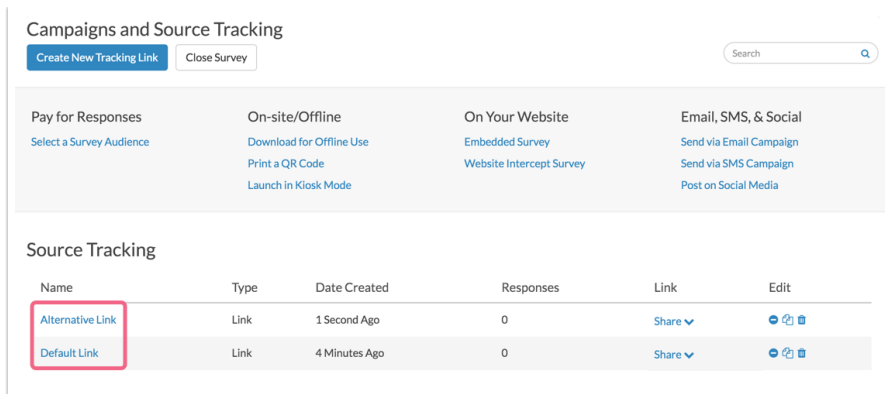 Campaigns and Source Tracking
Create New Tracking Link Close Survey Search
Pay for Responses On-site/Offline On Your Website Email, SMS, & Social
Select a Survey Audience Download for Offline Use Embedded Survey Send via Email Campaign
Print a QR Code Website Intercept Survey Send via SMS Campaign
Launch in Kiosk Mode Post on Social Media
Source Tracking
Name Type Date Created Responses Link Edit
Alternative Link Link 1 Second Ago 0 Share
Default Link Link 4 Minutes Ago 0 Share